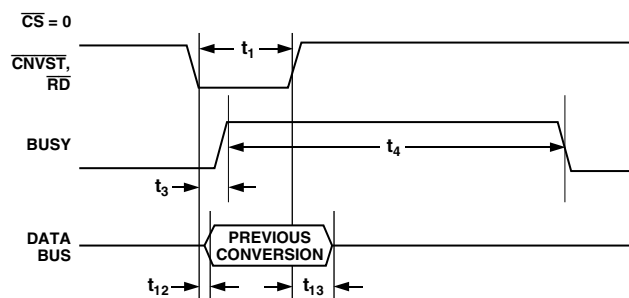 CS = 0
CNVST,
RD
t1
BUSY
t4
t3
DATA
BUS
PREVIOUS
CONVERSION
t12
t13